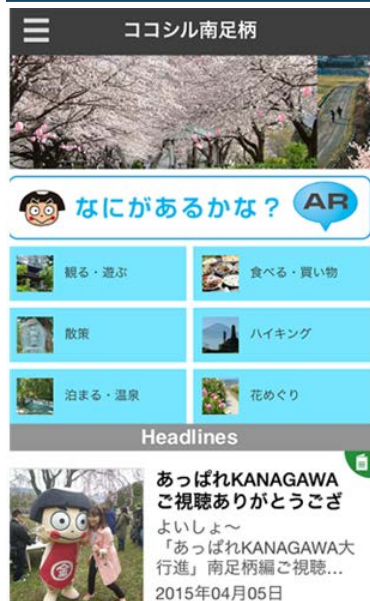 ココシル南足柄
なにがあるかな？
AR
観る・遊ぶ
食べる・買い物
散策
ハイキング
泊まる・温泉
花めぐり
Headlines
あっぱれKANAGAWA
ご視聴ありがとうござ
よいしょ～
「あっぱれKANAGAWA大
行進」南足柄編ご視聴…
2015年04月05日
金